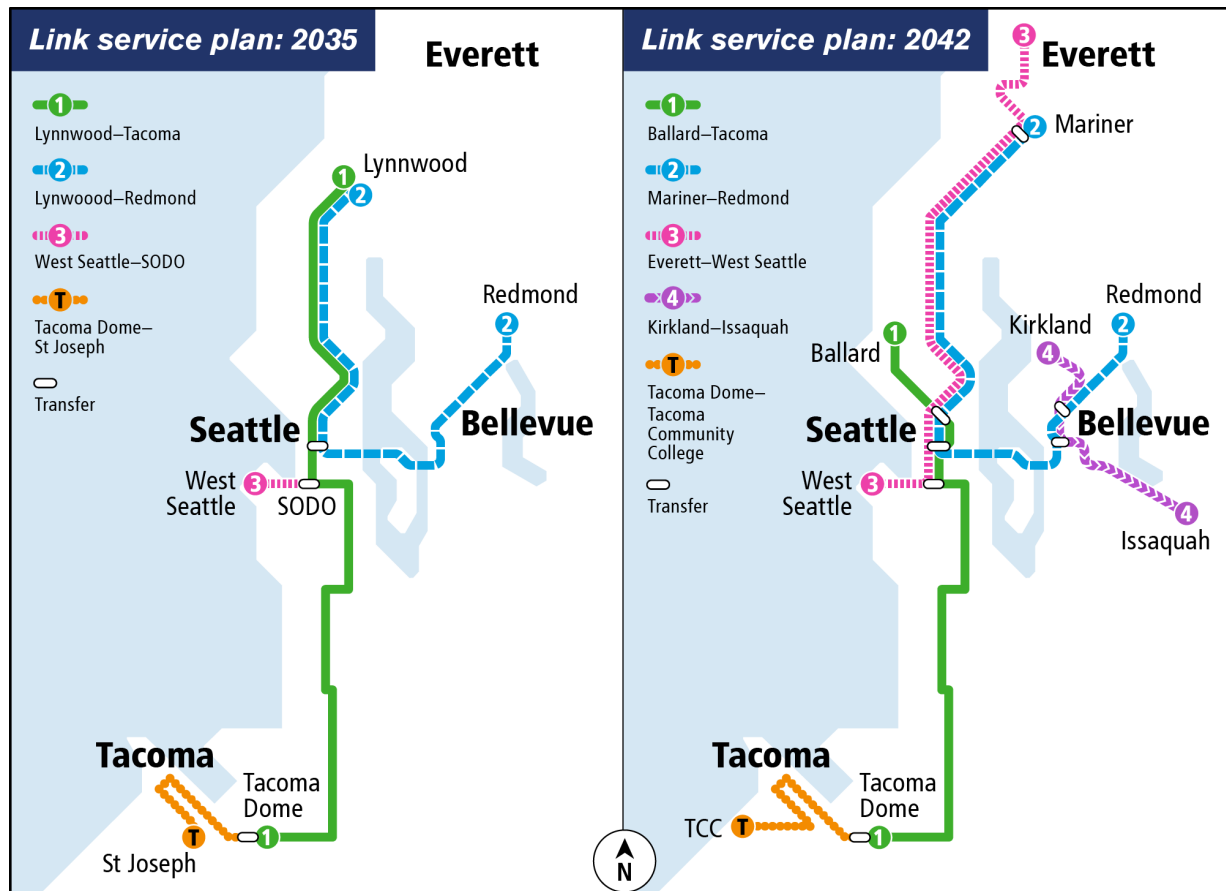 Link service plan: 2035
Everett
1
Lynnwood–Tacoma
2
Lynwoood–Redmond
3
West Seattle–SODO
T
Tacoma Dome–
St Joseph
Transfer
1
Lynnwood
2
Redmond
2
Seattle
Bellevue
West
Seattle
3
SODO
Tacoma
Tacoma
Dome
T
1
St Joseph
N
Link service plan: 2042
3
Everett
1
Ballard–Tacoma
2
Mariner–Redmond
3
Everett–West Seattle
4
Kirkland–Issaquah
T
Tacoma Dome–
Tacoma
Community
College
Transfer
2
Mariner
Redmond
2
Kirkland
4
1
Ballard
Seattle
Bellevue
West
Seattle
3
4
Issaquah
Tacoma
Tacoma
Dome
TCC
T
1